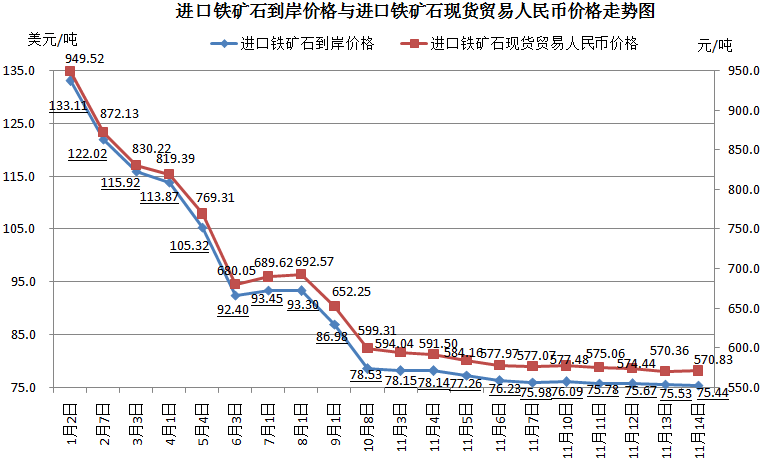 进口铁矿石到岸价格与进口铁矿石现货贸易人民币价格走势图
美元/吨
进口铁矿石到岸价格
进口铁矿石现货贸易人民币价格
元/吨
135.0
125.0
115.0
105.0
95.0
85.0
75.0
950.0
900.0
850.0
800.0
750.0
700.0
650.0
600.0
550.0
949.52
872.13
830.22
819.39
769.31
680.05
689.62
692.57
652.25
599.31
594.04
591.50
584.16
577.97
577.07
577.48
575.06
574.44
570.36
570.83
133.11
122.02
115.92
113.87
105.32
92.40
93.45
93.30
86.98
78.53
78.15
78.14
77.26
76.23
75.98
76.09
75.78
75.67
75.53
75.44
1月2日
2月7日
3月3日
4月1日
5月4日
6月3日
7月1日
8月1日
9月1日
10月8日
11月3日
11月4日
11月5日
11月6日
11月7日
11月10日
11月11日
11月12日
11月13日
11月14日